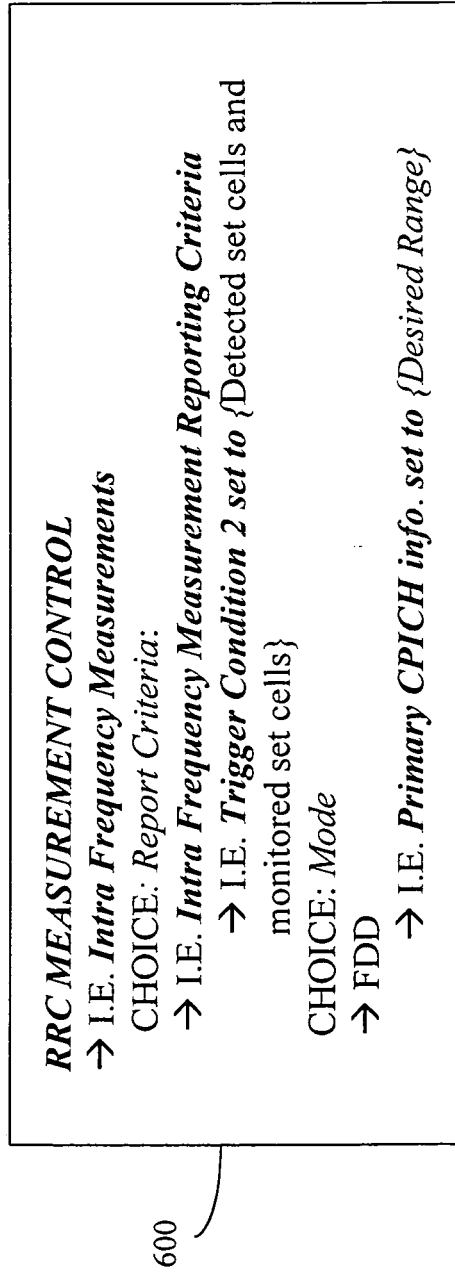 RRC MEASUREMENT CONTROL
→ I.E. Intra Frequency Measurements
CHOICE: Report Criteria:
→ I.E. Intra Frequency Measurement Reporting Criteria
→ I.E. Trigger Condition 2 set to {Detected set cells and
monitored set cells}
CHOICE: Mode
→ FDD
→ I.E. Primary CPICH info. set to {Desired Range}
600